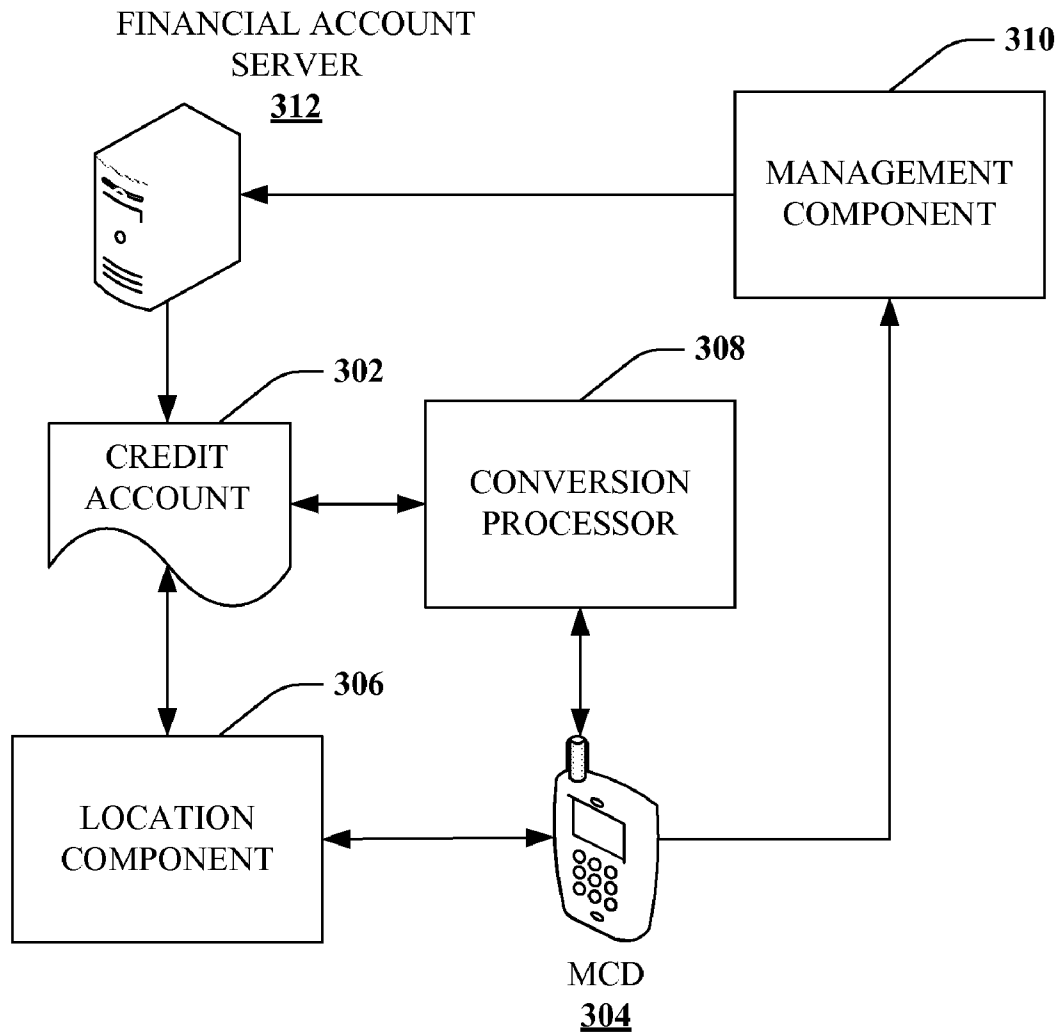 FINANCIAL ACCOUNT
SERVER
312
310
MANAGEMENT
COMPONENT
302
308
CREDIT
ACCOUNT
CONVERSION
PROCESSOR
306
LOCATION
COMPONENT
MCD
304